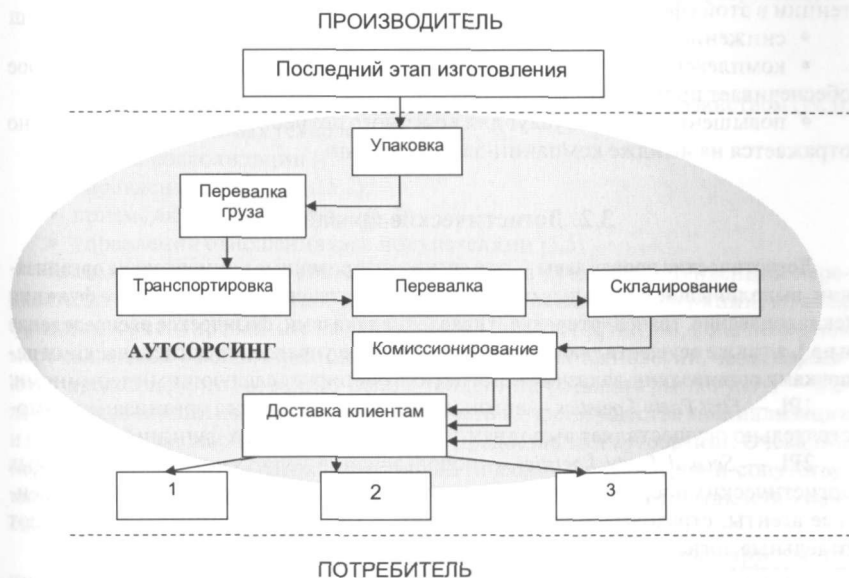 ПРОИЗВОДИТЕЛЬ
Последний этап изготовления
Упаковка
Перевалка
груза
Транспортировка
Перевалка
Складирование
АУТСОРСИНГ
Комиссионирование
Доставка клиентам
1
2
3
ПОТРЕБИТЕЛЬ